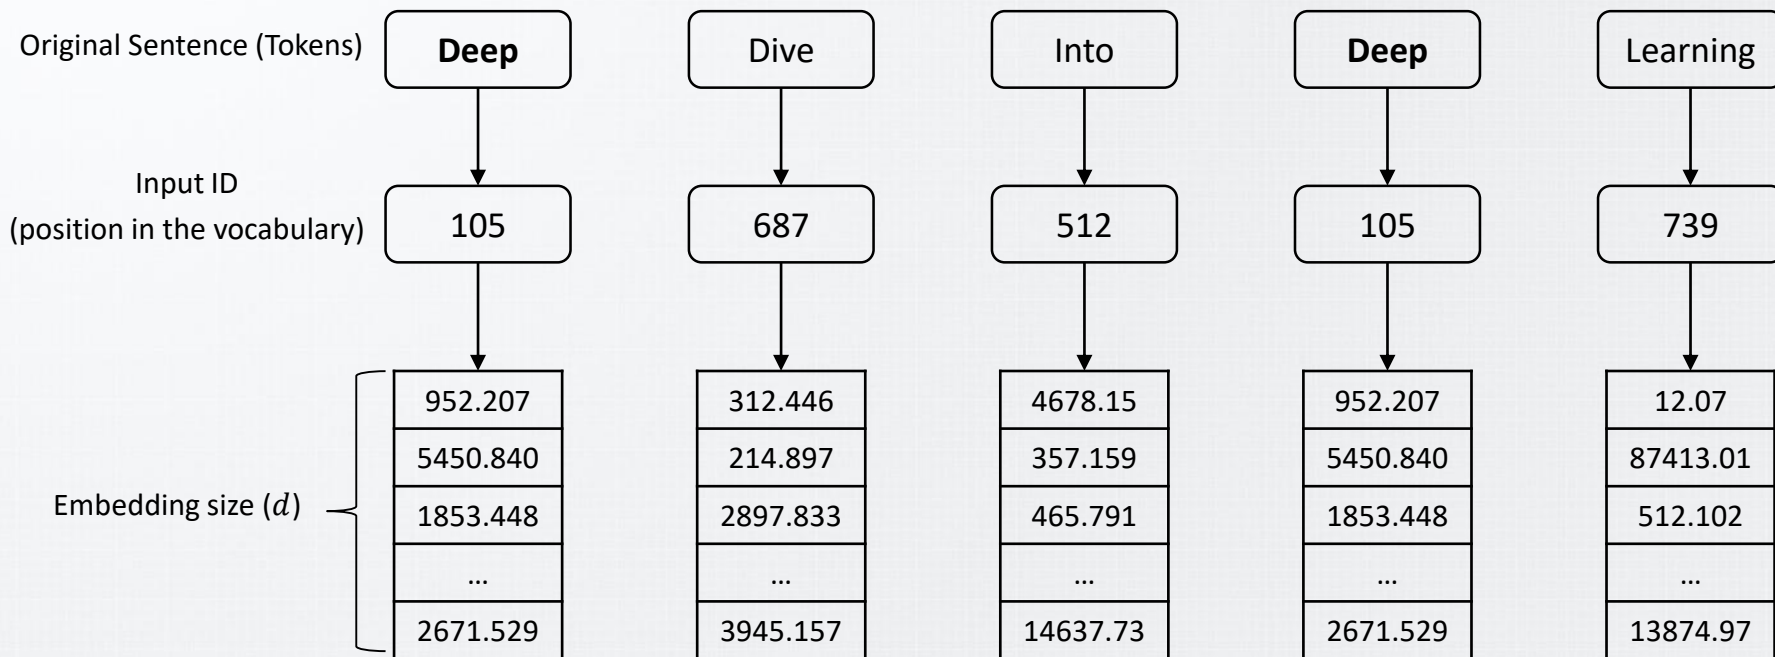 Original Sentence (Tokens) Deep Dive Into Deep Learning
Input ID
(position in the vocabulary) 105 687 512 105 739
952.207 312.446 4678.15 952.207 12.07
5450.840 214.897 357.159 5450.840 87413.01
Embedding size (d) 1853.448 2897.833 465.791 1853.448 512.102
... ... ... ... ...
2671.529 3945.157 14637.73 2671.529 13874.97